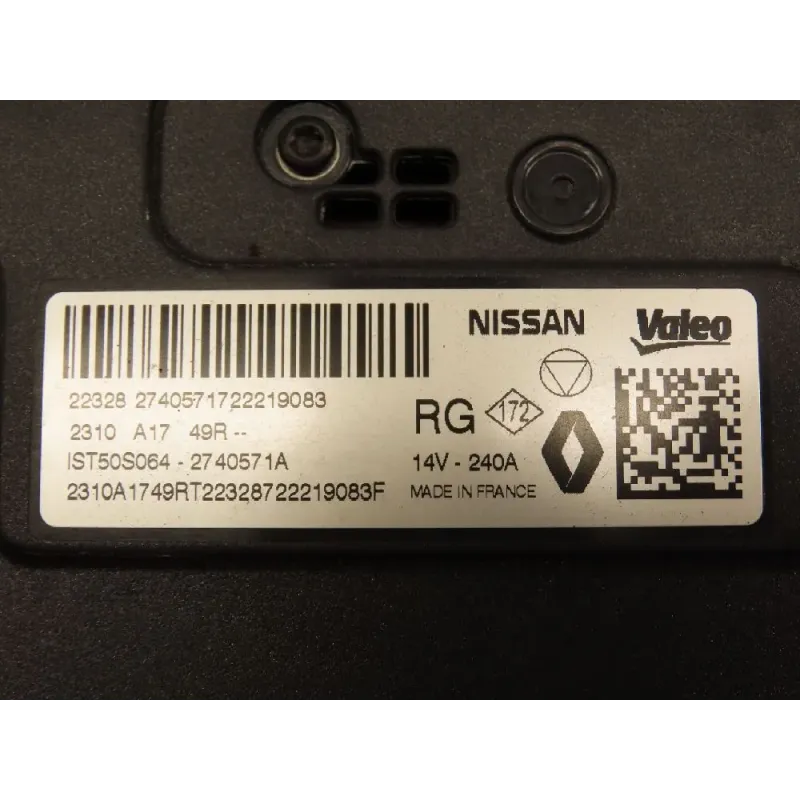 NISSAN Valeo
22328 2740571722219083
2310 A17 49R --
RG 172
IST50S064 - 2740571A
14V - 240A
2310A1749RT22328722219083F
MADE IN FRANCE